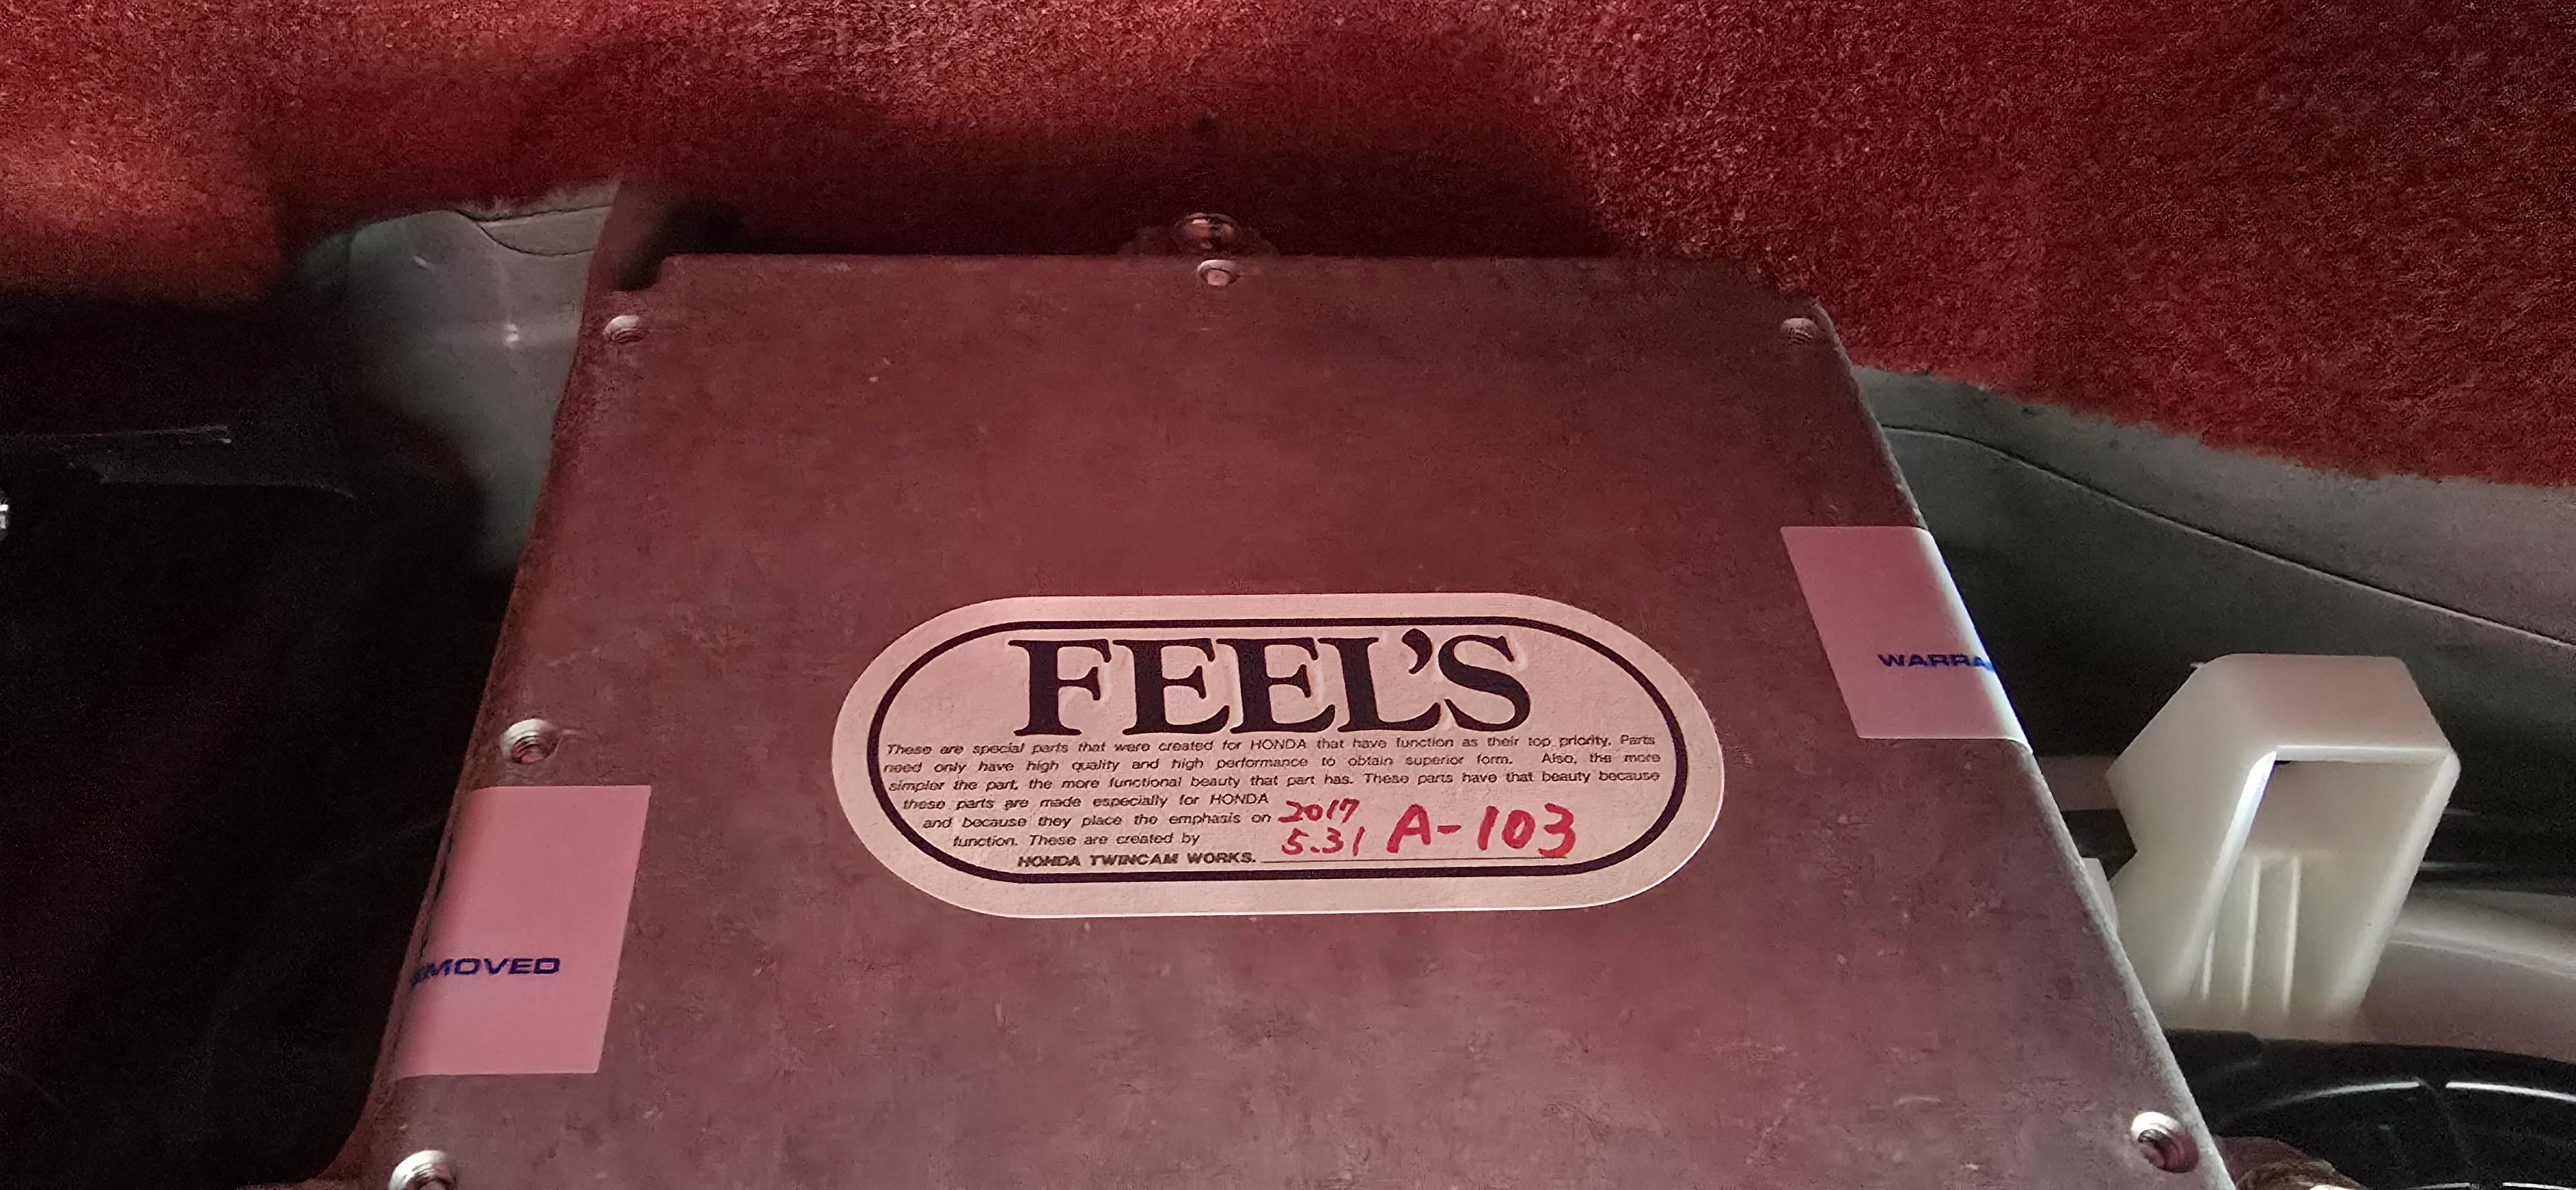 FEEL'S
These are special parts that were created for HONDA that have function as their top priority. Parts
need only have high quality and high performance to obtain superior form. Also, the more
simpler the part, the more functional beauty that part has. These parts have that beauty because
these parts are made especially for HONDA
and because they place the emphasis on
function. These are created by
HONDA TWINCAM WORKS.
2017
5.31 A-103
WARRA
MOVED